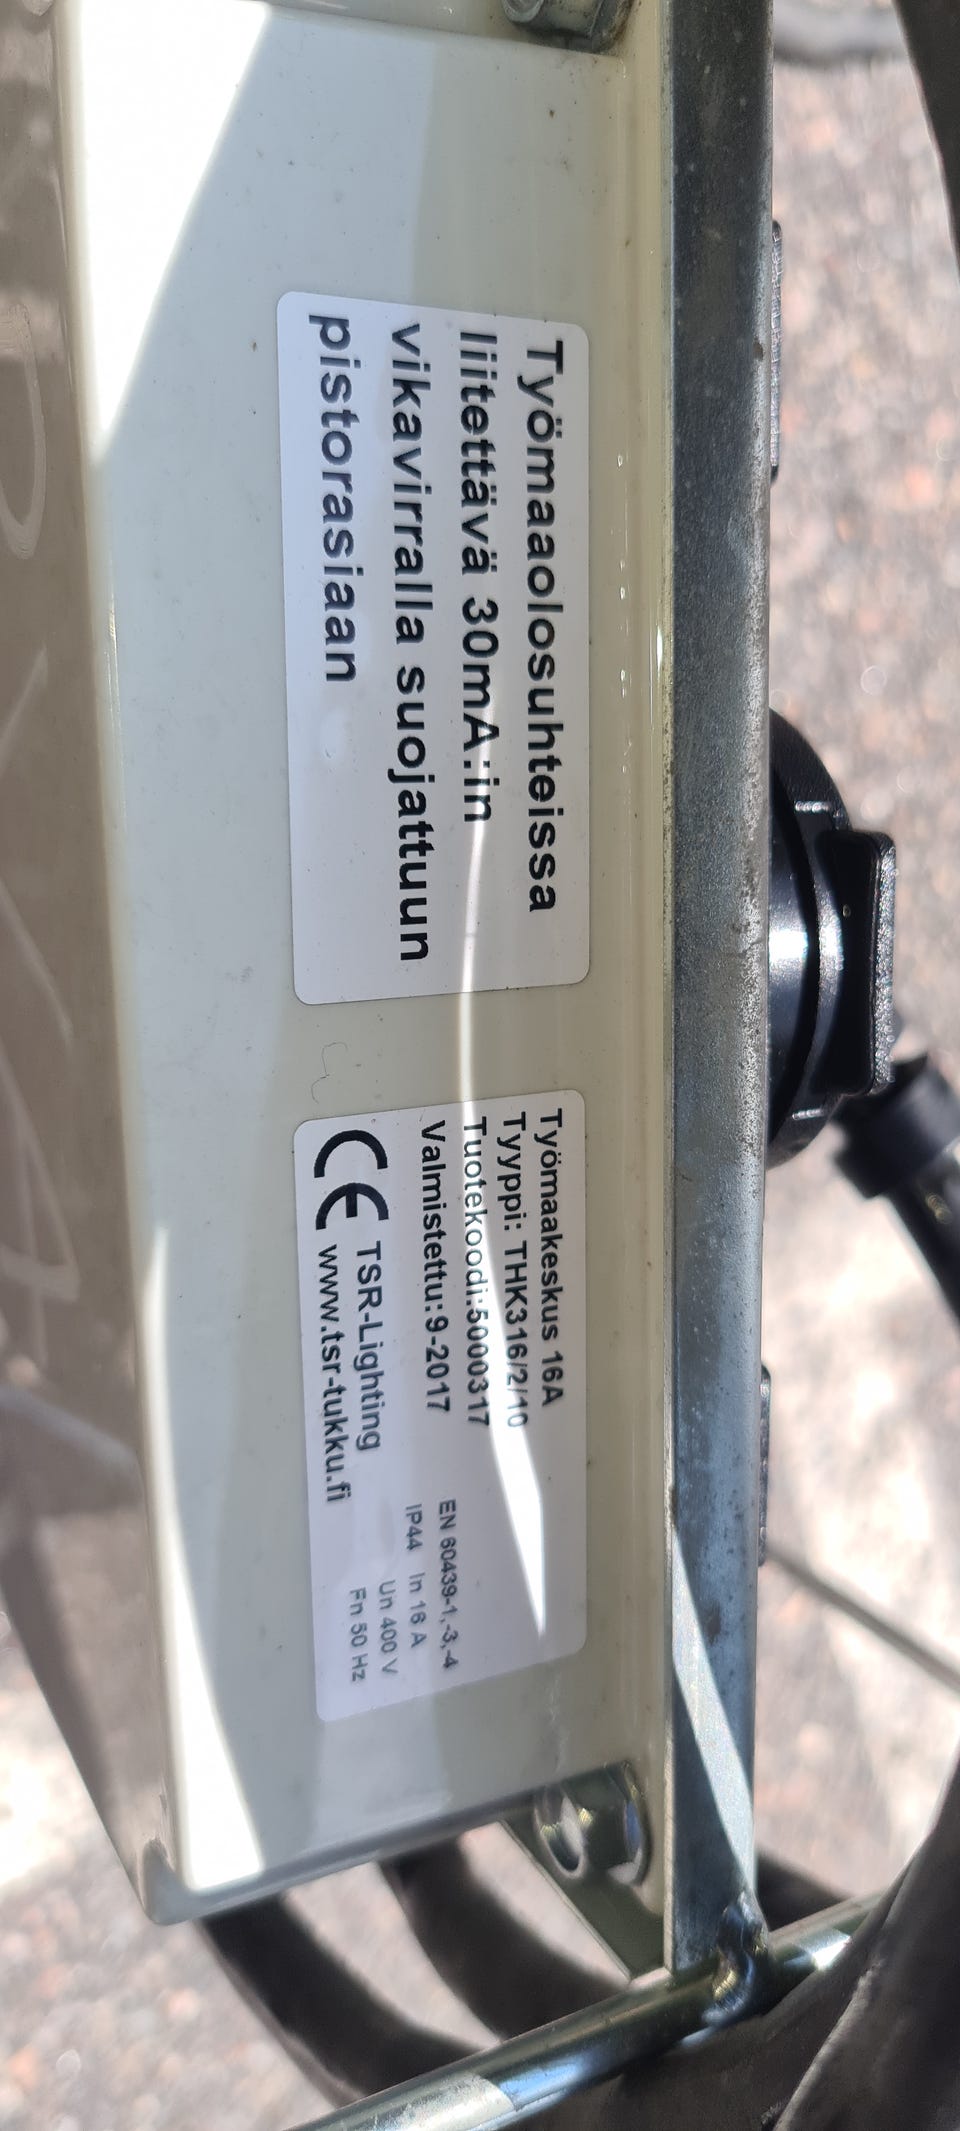 Työmaaolosuhteissa
liitettävä 30mA:in
vikavirralla suojattuun
pistorasiaan
Työmaakeskus 16A
Tyyppi: THK316/2/10
Tuotekoodi:5000317
Valmistettu:9-2017
CE TSR-Lighting
www.tsr-tukku.fi
EN 60439-1,-3,-4
IP44 In 16 A
Un 400 V
Fn 50 Hz